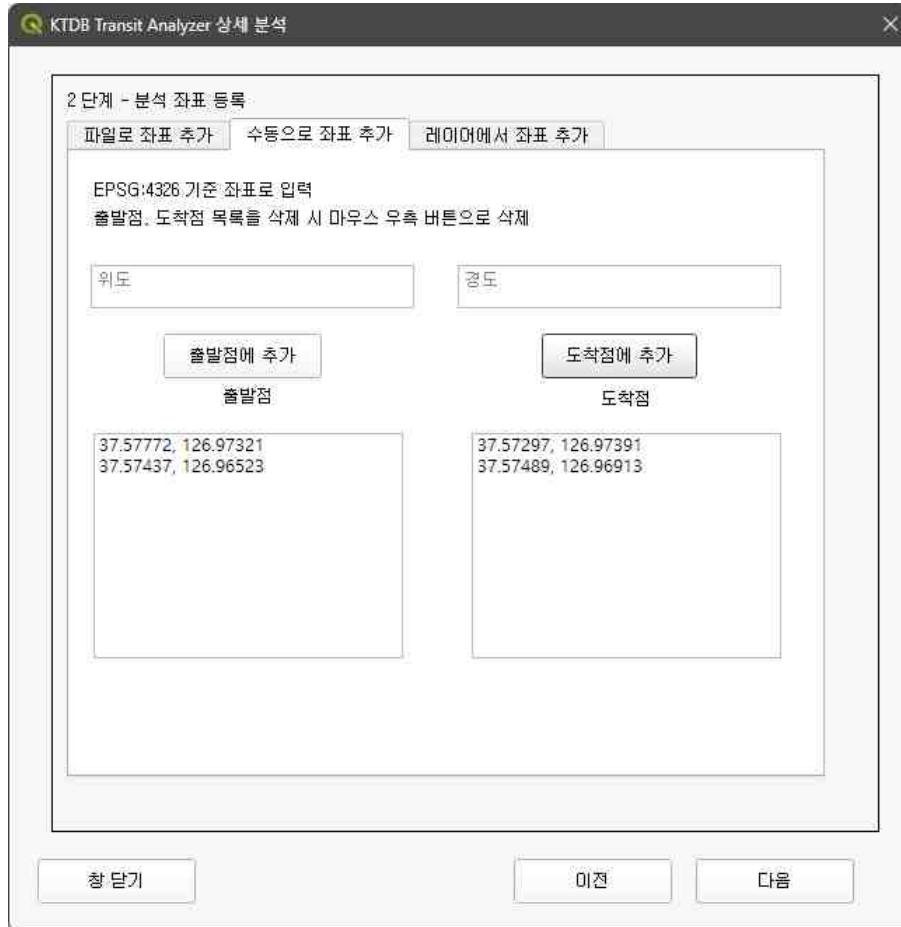 KTDB Transit Analyzer 상세 분석
2 단계 - 분석 좌표 등록
파일로 좌표 추가
수동으로 좌표 추가
레이어에서 좌표 추가
EPSG:4326 기준 좌표로 입력
출발점, 도착점 목록을 삭제 시 마우스 우측 버튼으로 삭제
위도
경도
출발점에 추가
도착점에 추가
출발점
도착점
37.57772, 126.97321
37.57437, 126.96523
37.57297, 126.97391
37.57489, 126.96913
창 닫기
이전
다음